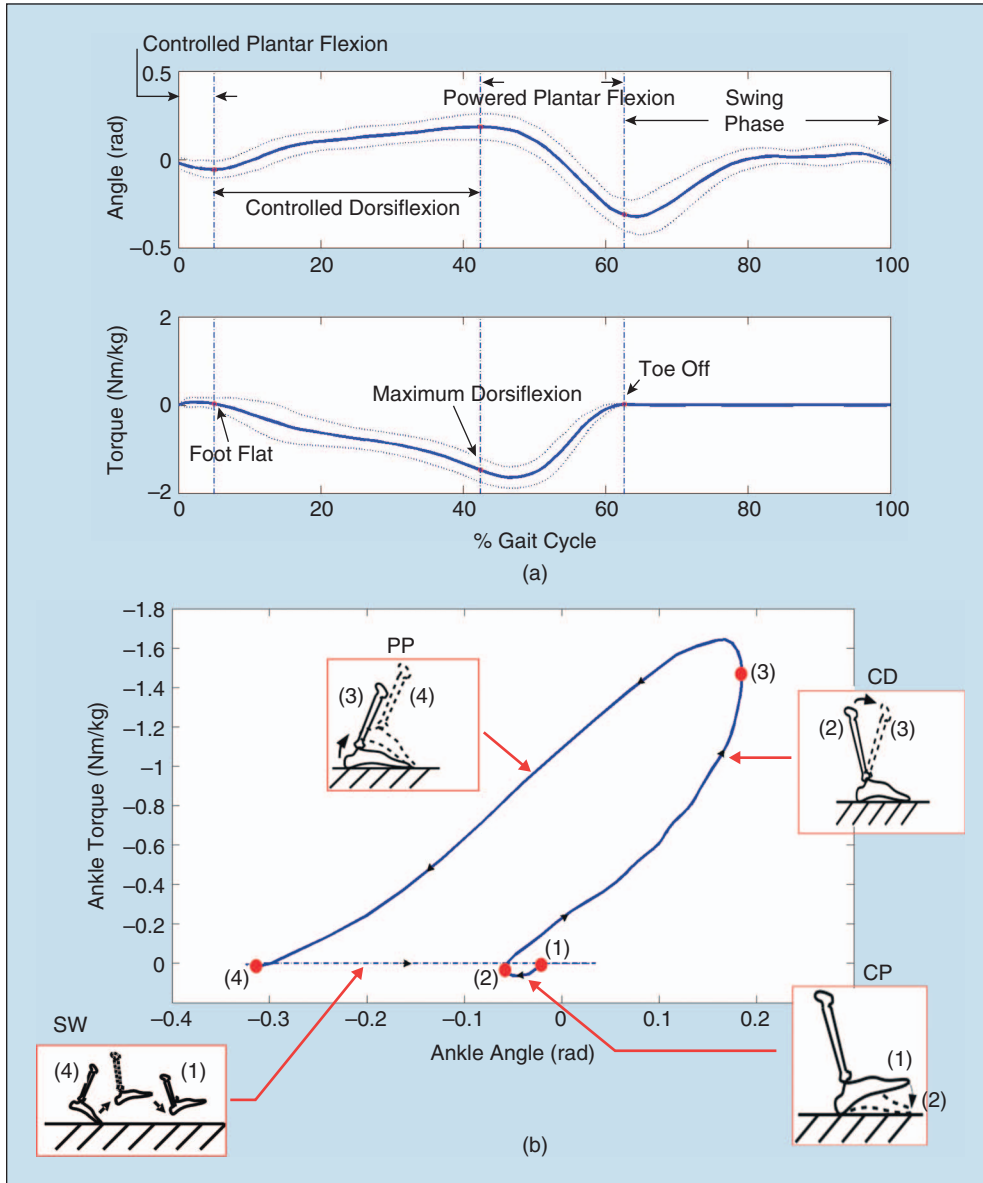 Controlled Plantar Flexion
0.5
0
–0.5
Angle (rad)
Powered Plantar Flexion
Swing
Phase
Controlled Dorsiflexion
0 20 40 60 80 100
2
0
–2
Torque (Nm/kg)
Maximum Dorsiflexion
Toe Off
Foot Flat
0 20 40 60 80 100
% Gait Cycle
(a)
–1.8
–1.6
–1.4
–1.2
–1
–0.8
–0.6
–0.4
–0.2
0
Ankle Torque (Nm/kg)
PP
(3) (4)
(3)
CD
(2) (3)
(4)
(2)
(1)
–0.4 –0.3 –0.2 –0.1 0 0.1 0.2
Ankle Angle (rad)
SW
(4) (1)
CP
(1)
(2)
(b)